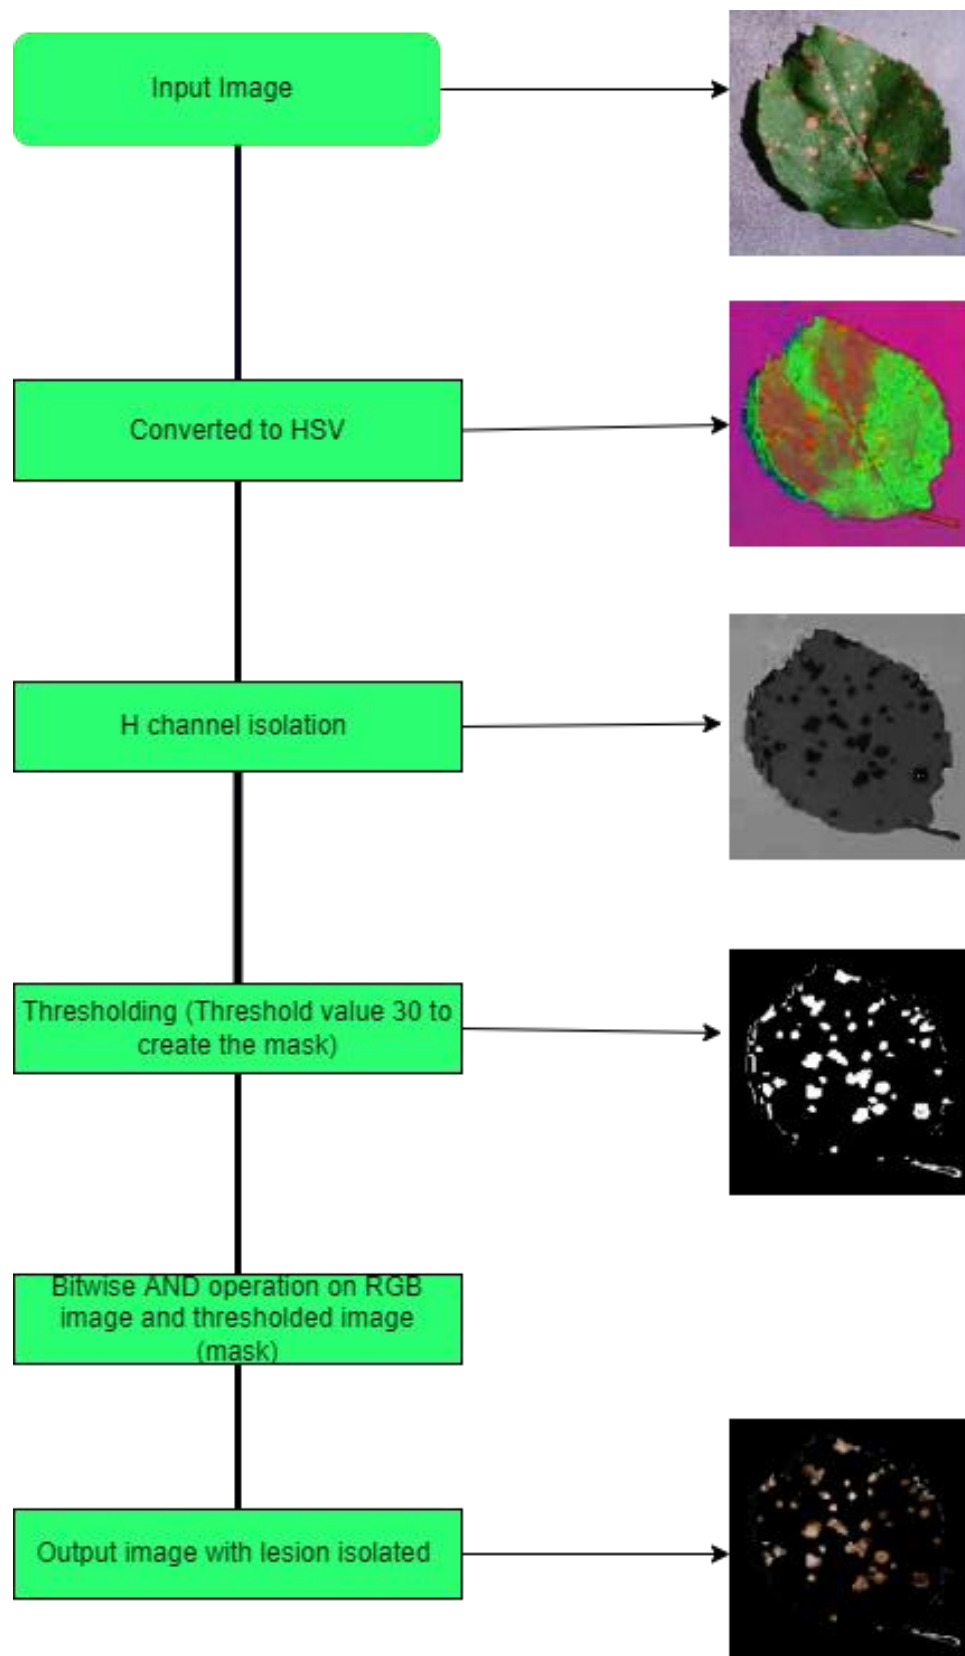 Input Image
Converted to HSV
H channel isolation
Thresholding (Threshold value 30 to
create the mask)
Bitwise AND operation on RGB
image and thresholded image
(mask)
Output image with lesion isolated